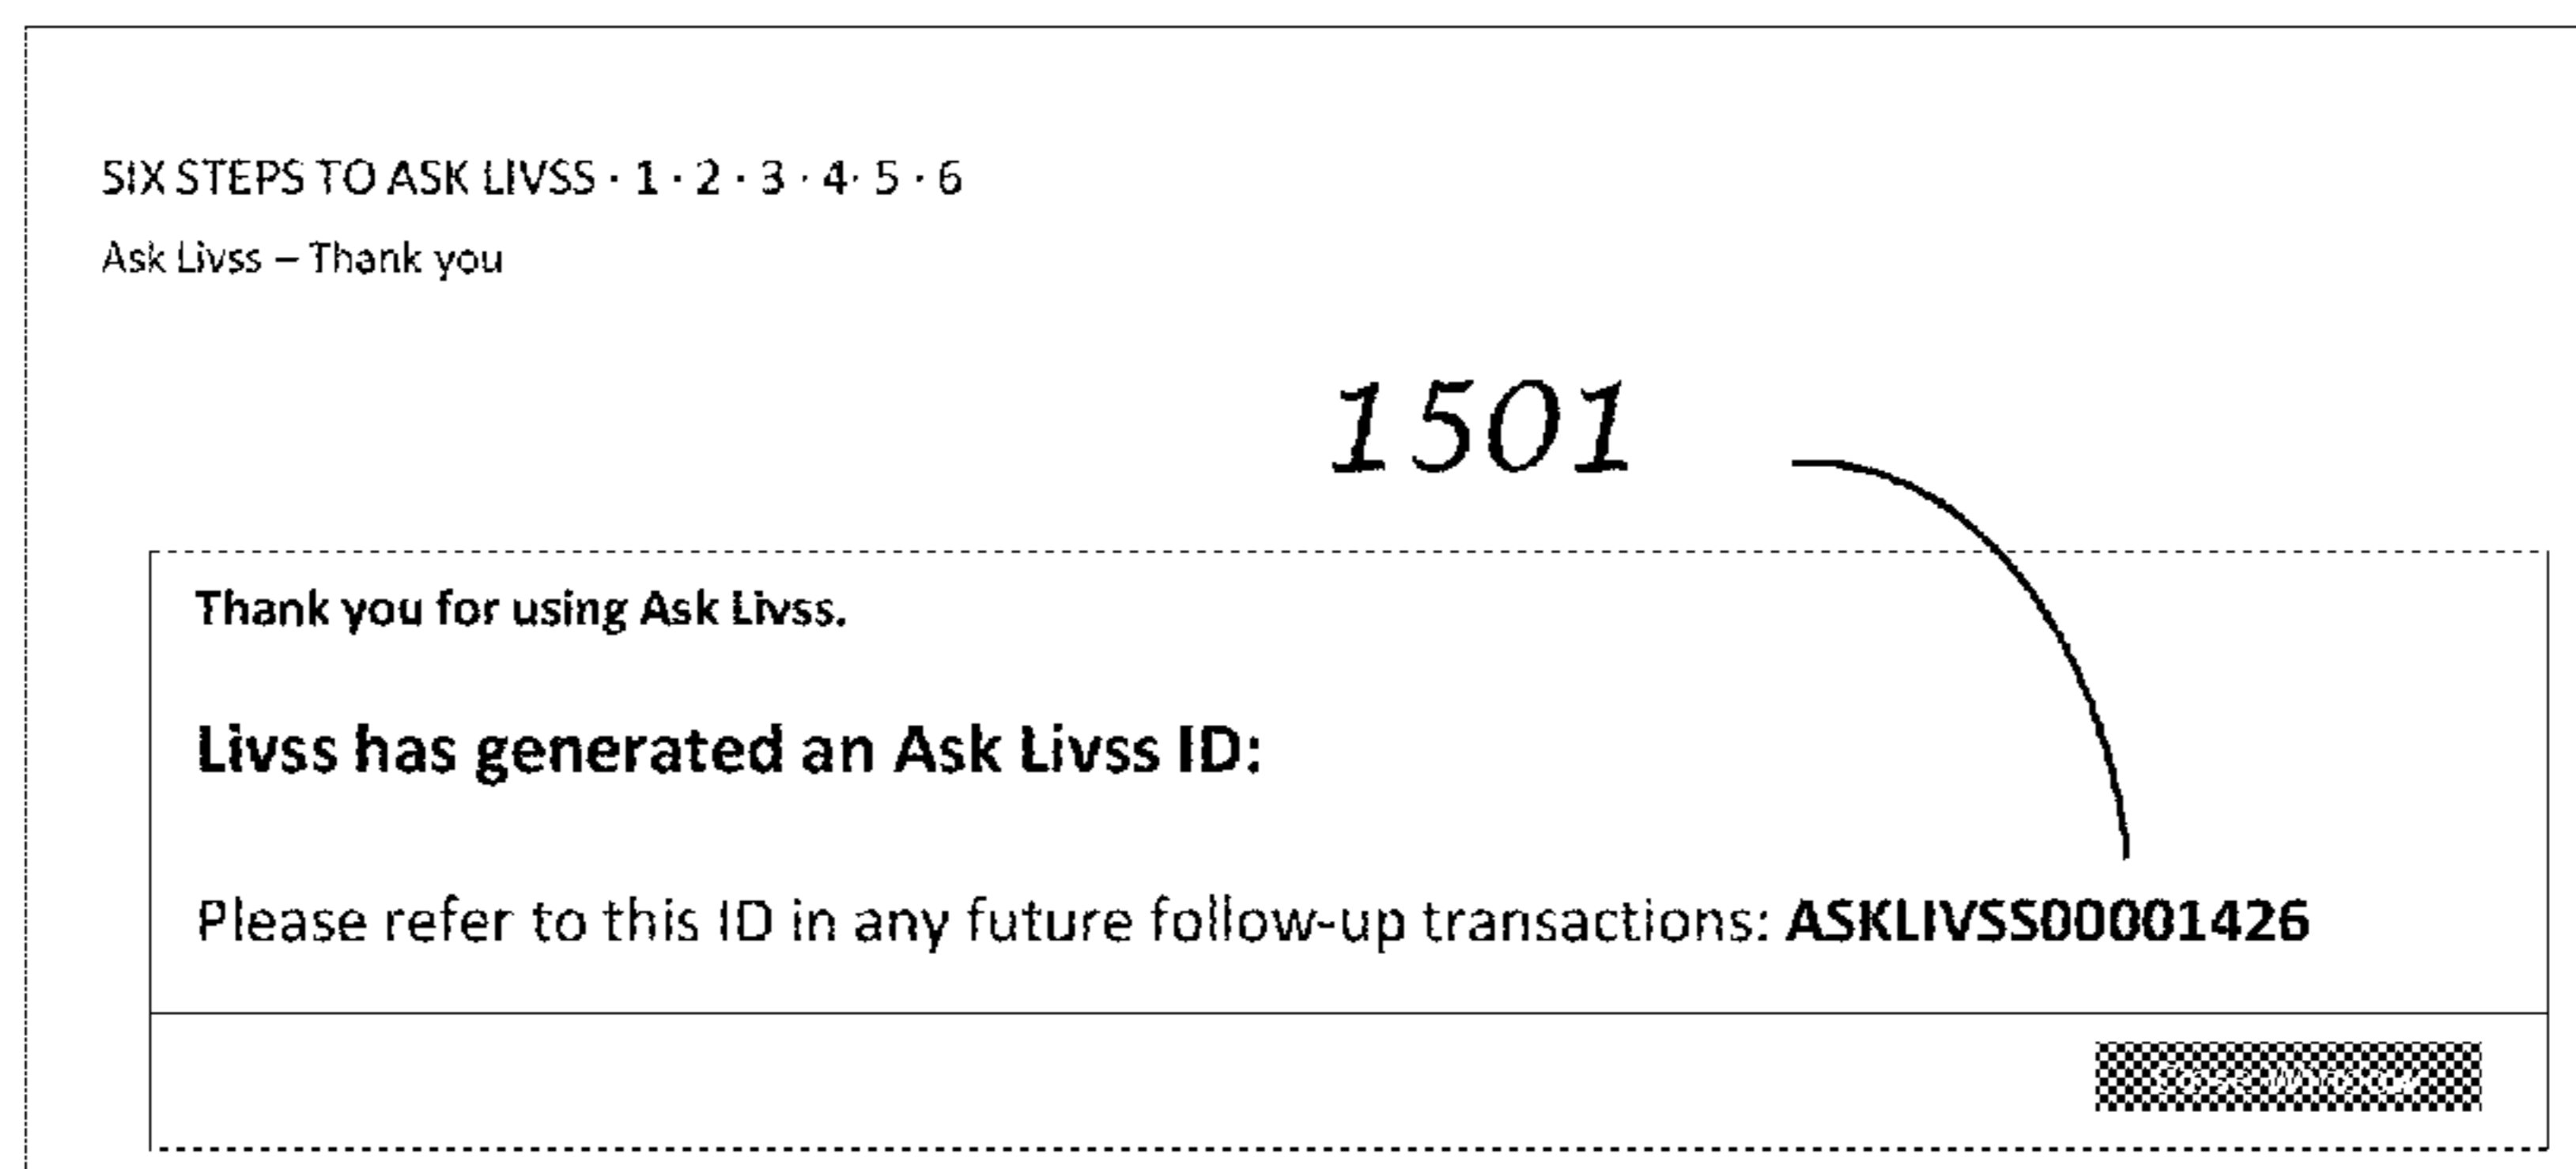 SIX STEPS TO ASK LIVSS · 1 · 2 · 3 · 4· 5 · 6
Ask Livss – Thank you
1501
Thank you for using Ask Livss.
Livss has generated an Ask Livss ID:
Please refer to this ID in any future follow-up transactions: ASKLIVSS00001426
Close Window